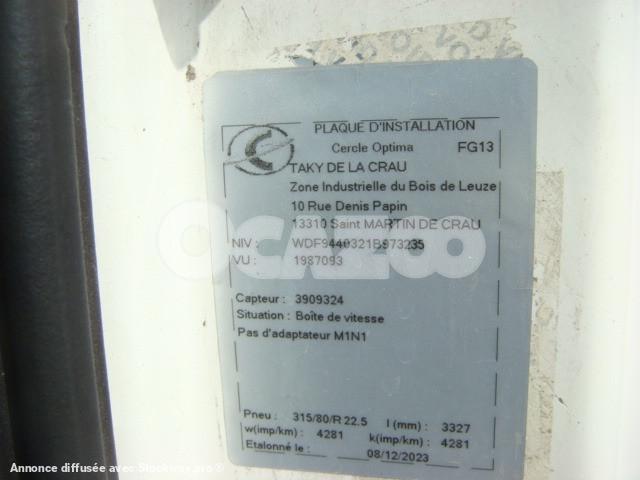 PLAQUE D'INSTALLATION
Cercle Optima FG13
TAKY DE LA CRAU
Zone Industrielle du Bois de Leuze
10 Rue Denis Papin
13310 Saint MARTIN DE CRAU
NIV : WDF9440321B973235
VU : 1987093
OCAZOO
Capteur : 3909324
Situation : Boîte de vitesse
Pas d'adaptateur M1N1
Pneu : 315/80/R 22.5 l (mm) : 3327
w(imp/km) : 4281 k(imp/km) : 4281
Etalonné le : 08/12/2023
Annonce diffusée avec Stockway.pro ®